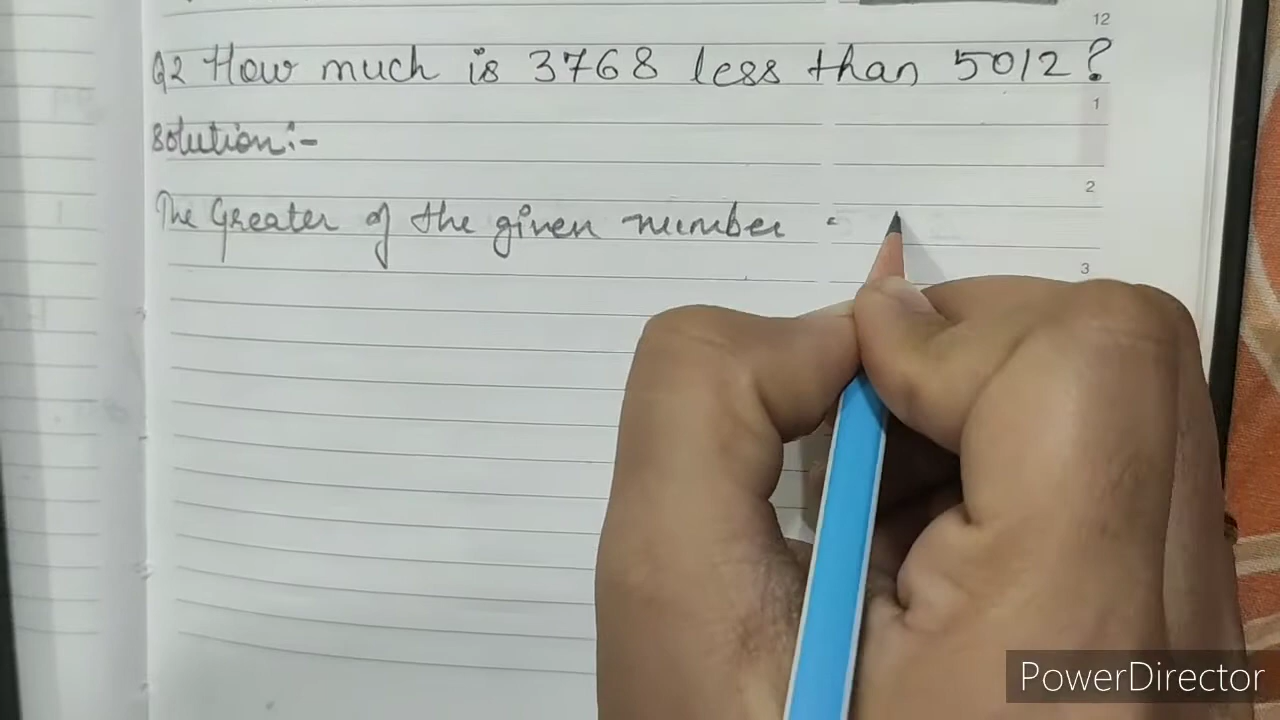 12
Q2 How much is 3768 less than 5012?
1
Solution:-
2
The Greater of the given number =
3
PowerDirector